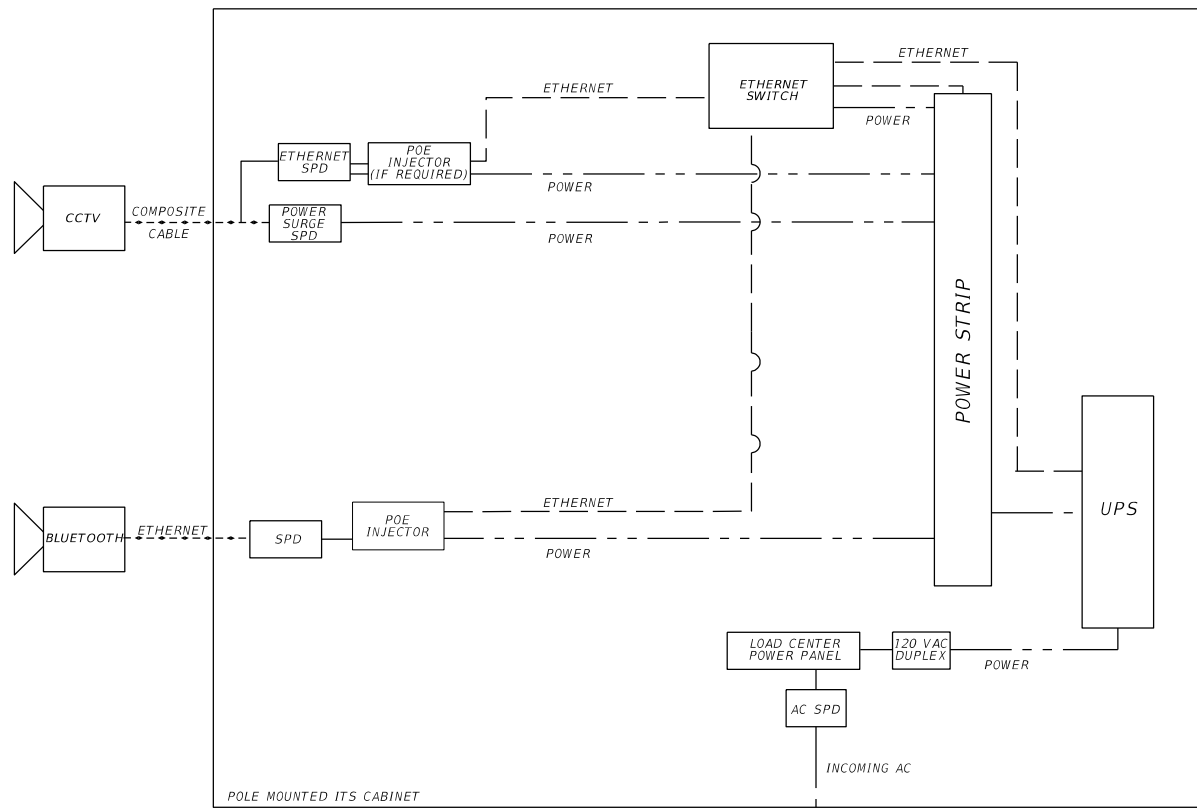 ETHERNET
ETHERNET
SWITCH
ETHERNET
POWER
ETHERNET
SPD
POE
INJECTOR
(IF REQUIRED)
POWER
CCTV
COMPOSITE
CABLE
POWER
SURGE
SPD
POWER
POWER STRIP
UPS
BLUETOOTH
ETHERNET
SPD
POE
INJECTOR
ETHERNET
POWER
LOAD CENTER
POWER PANEL
120 VAC
DUPLEX
POWER
AC SPD
INCOMING AC
POLE MOUNTED ITS CABINET